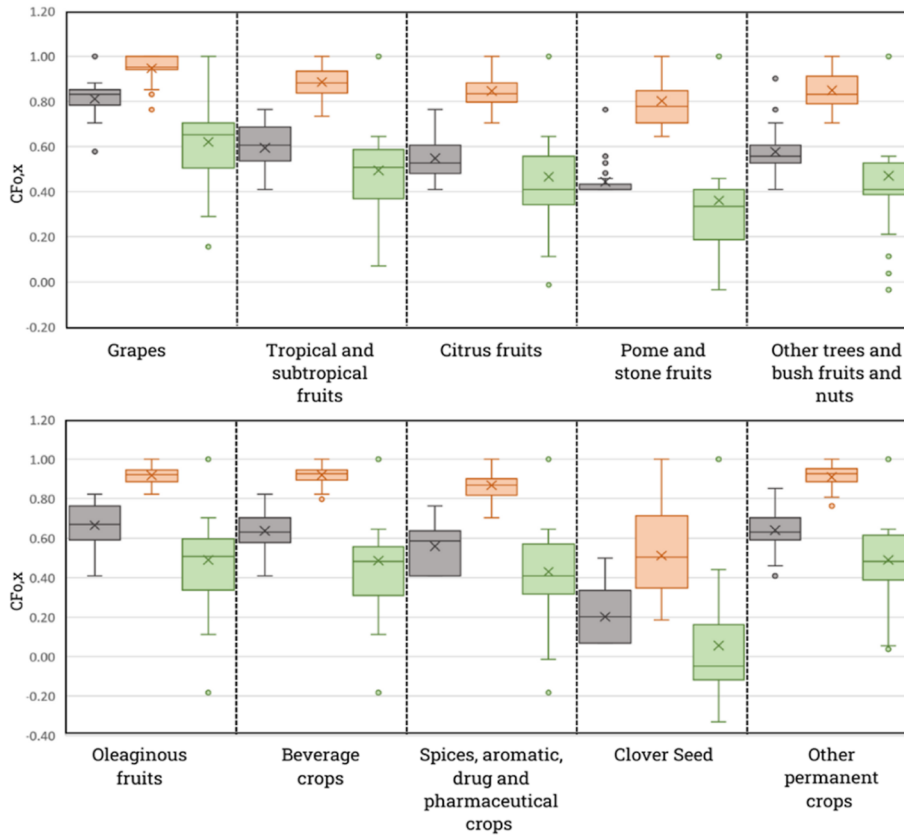 1.20
1.00
0.80
0.60
0.40
0.20
0.00
-0.20
CFo,x
Grapes
Tropical and
subtropical
fruits
Citrus fruits
Pome and
stone fruits
Other trees and
bush fruits and
nuts
1.20
1.00
0.80
0.60
0.40
0.20
0.00
-0.20
-0.40
CFo,x
Oleaginous
fruits
Beverage
crops
Spices, aromatic,
drug and
pharmaceutical
crops
Clover Seed
Other
permanent
crops